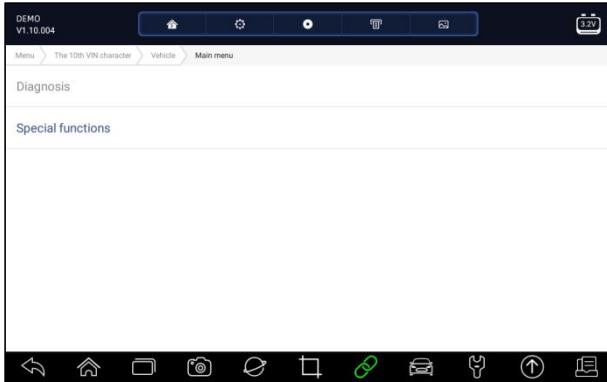 DEMO
V1.10.004
3.2V
Menu The 10th VIN character Vehicle Main menu
Diagnosis
Special functions